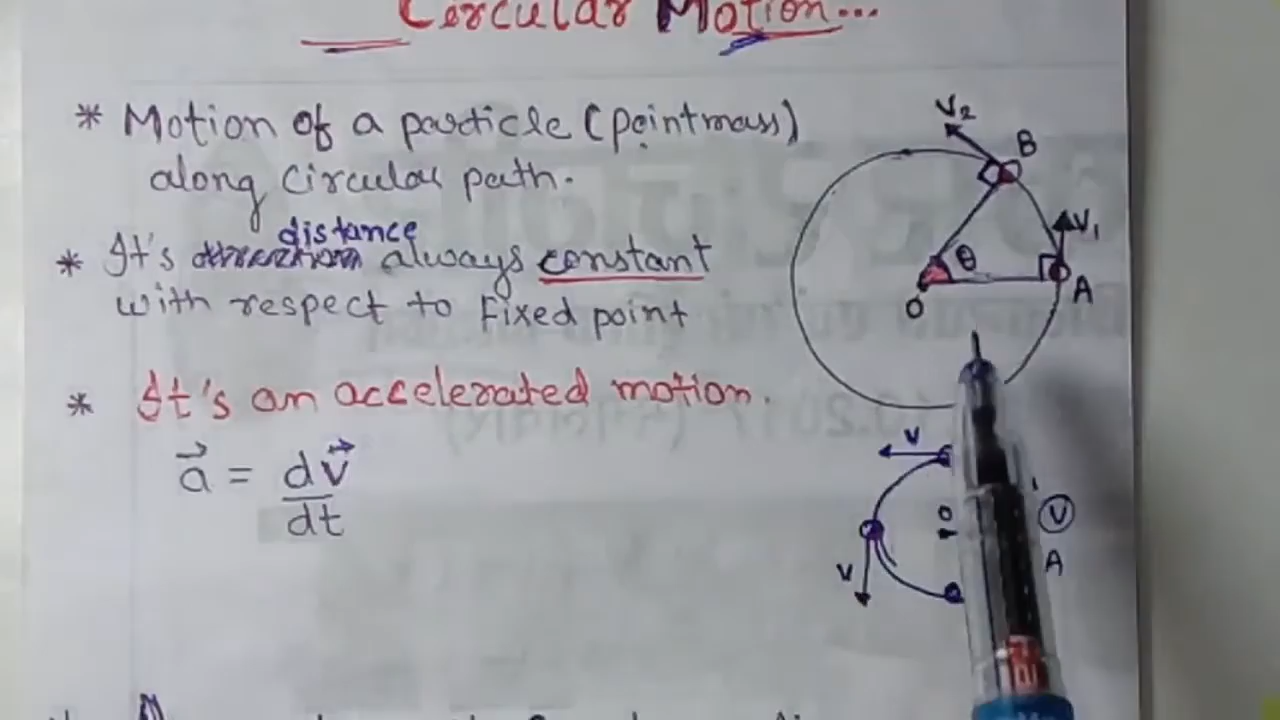 Circular Motion...
* Motion of a particle (pointmass)
along circular path.
distance
* It's always constant
with respect to fixed point
* It's an accelerated motion.
a⃗ = dv⃗
dt
V₂
B
V₁
θ
O
A
V
O
V
V
A